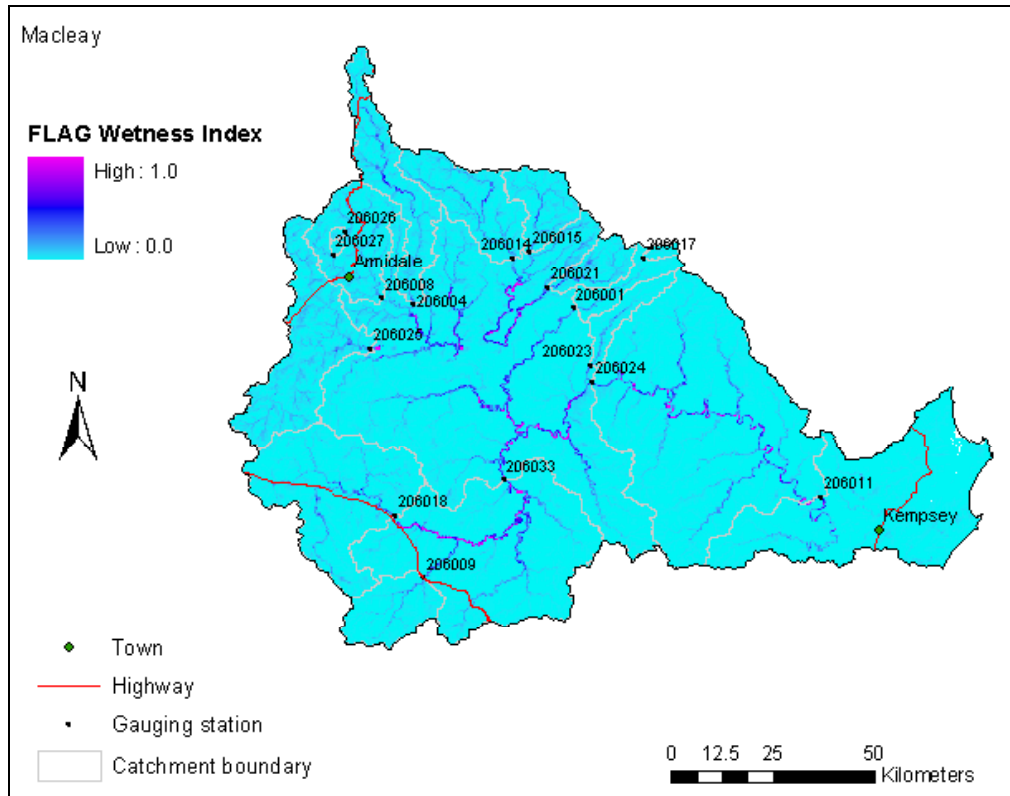 Macleay
FLAG Wetness Index
High : 1.0
Low : 0.0
206026
206027
Armidale
206008
206004
206014
206015
206017
206021
206001
206025
206023
206024
N
206033
206018
206011
Kempsey
206009
Town
Highway
Gauging station
Catchment boundary
0 12.5 25 50
Kilometers